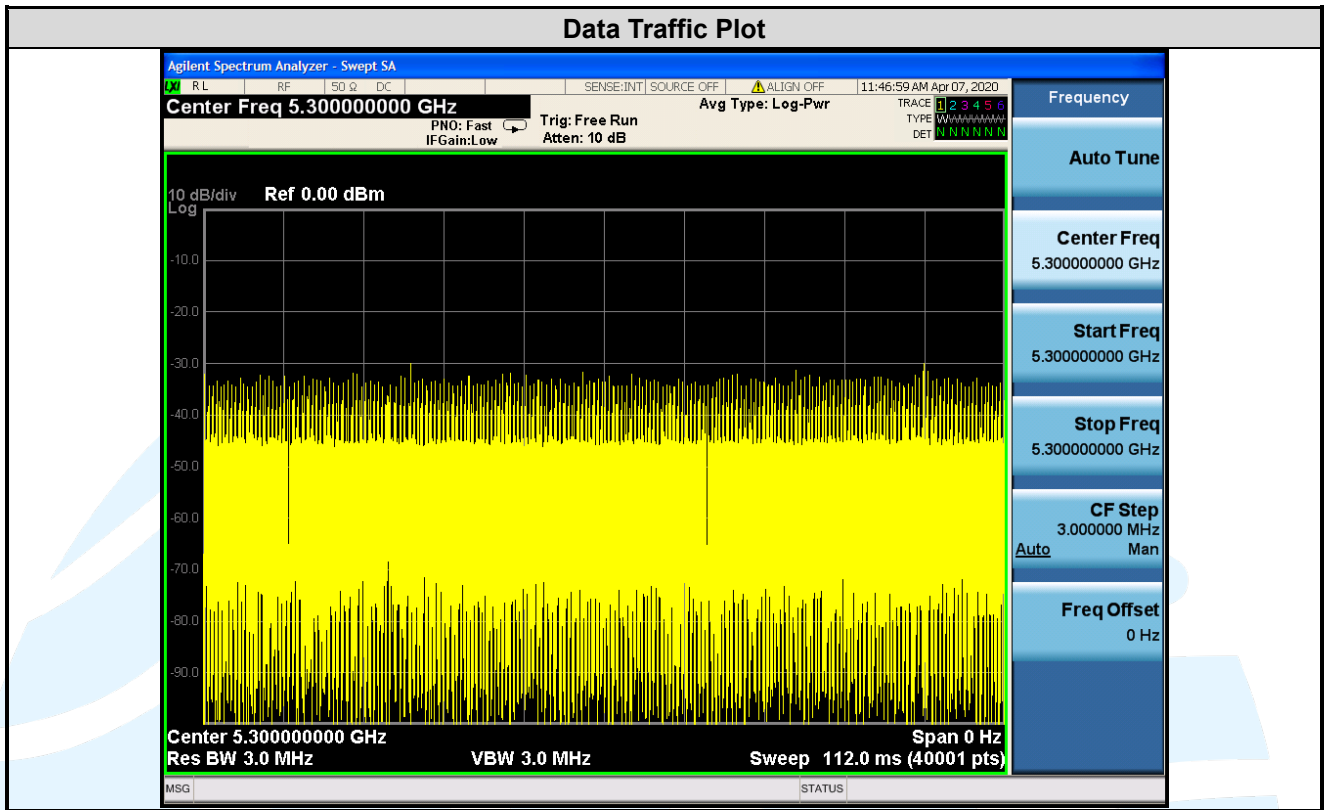 Data Traffic Plot
Agilent Spectrum Analyzer - Swept SA
LXI RL RF 50 Ω DC SENSE:INT SOURCE OFF ALIGN OFF 11:46:59 AM Apr 07, 2020
Center Freq 5.300000000 GHz
PNO: Fast
IFGain:Low
Trig: Free Run
Atten: 10 dB
Avg Type: Log-Pwr
TRACE 1 2 3 4 5 6
TYPE WWWWWW
DET N N N N N N
10 dB/div Ref 0.00 dBm
Log
-10.0
-20.0
-30.0
-40.0
-50.0
-60.0
-70.0
-80.0
-90.0
Center 5.300000000 GHz Span 0 Hz
Res BW 3.0 MHz VBW 3.0 MHz Sweep 112.0 ms (40001 pts)
MSG STATUS
Frequency
Auto Tune
Center Freq
5.300000000 GHz
Start Freq
5.300000000 GHz
Stop Freq
5.300000000 GHz
CF Step
3.000000 MHz
Auto Man
Freq Offset
0 Hz